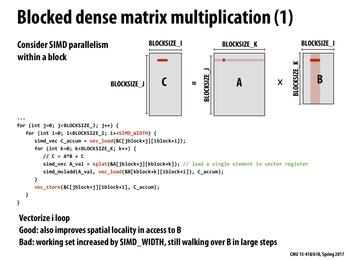 Blocked dense matrix multiplication (1)
Consider SIMD parallelism
within a block
BLOCKSIZE_I
BLOCKSIZE_K
BLOCKSIZE_I
BLOCKSIZE_J
C
=
BLOCKSIZE_J
A
X
BLOCKSIZE_K
B
...
for (int j=0; j<BLOCKSIZE_J; j++) {
for (int i=0; i<BLOCKSIZE_I; i+=SIMD_WIDTH) {
simd_vec C_accum = vec_load(&C[jblock+j][iblock+i]);
for (int k=0; k<BLOCKSIZE_K; k++) {
// C = A*B + C
simd_vec A_val = splat(&A[jblock+j][kblock+k]); // load a single element in vector register
simd_muladd(A_val, vec_load(&B[kblock+k][iblock+i]), C_accum);
}
vec_store(&C[jblock+j][iblock+i], C_accum);
}
}
Vectorize i loop
Good: also improves spatial locality in access to B
Bad: working set increased by SIMD_WIDTH, still walking over B in large steps
CMU 15-418/618, Spring 2017